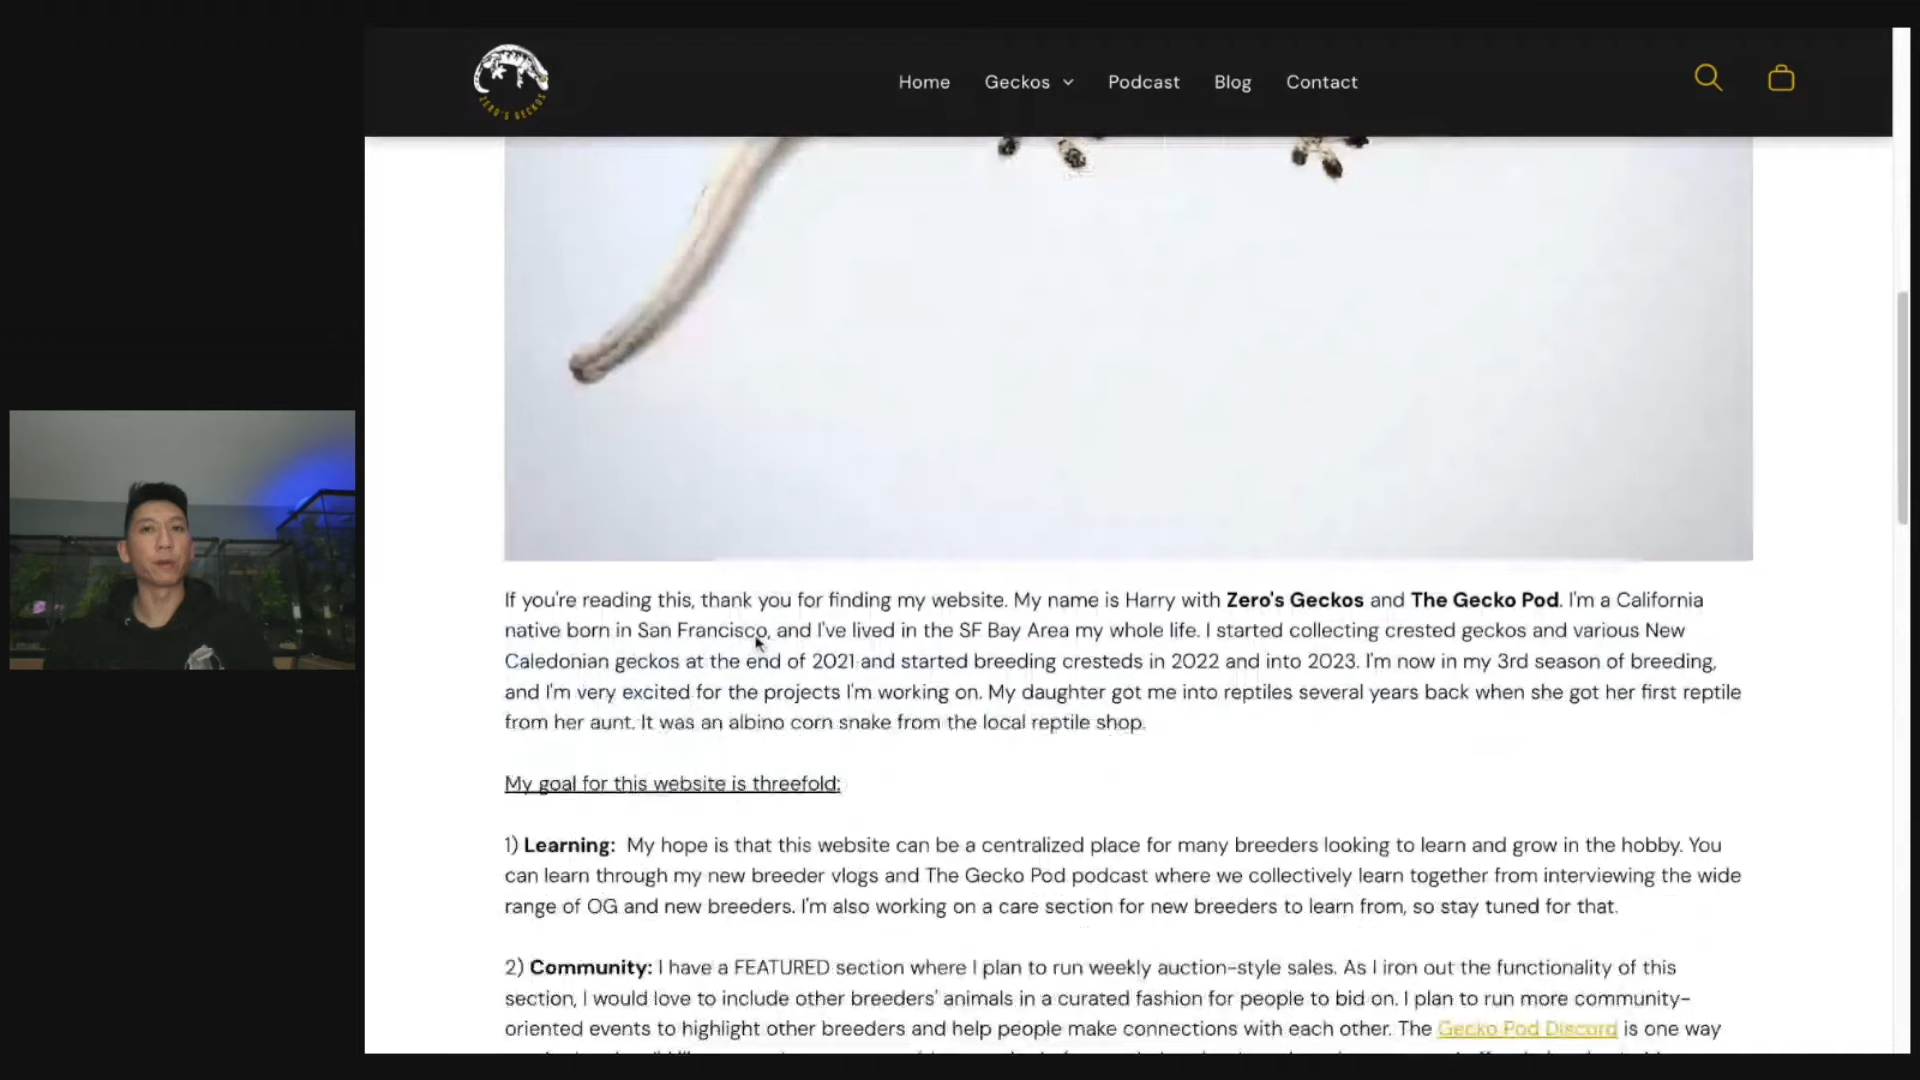 ZERO'S GECKOS
Home Geckos Podcast Blog Contact
If you're reading this, thank you for finding my website. My name is Harry with Zero's Geckos and The Gecko Pod. I'm a California
native born in San Francisco, and I've lived in the SF Bay Area my whole life. I started collecting crested geckos and various New
Caledonian geckos at the end of 2021 and started breeding cresteds in 2022 and into 2023. I'm now in my 3rd season of breeding,
and I'm very excited for the projects I'm working on. My daughter got me into reptiles several years back when she got her first reptile
from her aunt. It was an albino corn snake from the local reptile shop.
My goal for this website is threefold:
1) Learning: My hope is that this website can be a centralized place for many breeders looking to learn and grow in the hobby. You
can learn through my new breeder vlogs and The Gecko Pod podcast where we collectively learn together from interviewing the wide
range of OG and new breeders. I'm also working on a care section for new breeders to learn from, so stay tuned for that.
2) Community: I have a FEATURED section where I plan to run weekly auction-style sales. As I iron out the functionality of this
section, I would love to include other breeders' animals in a curated fashion for people to bid on. I plan to run more community-
oriented events to highlight other breeders and help people make connections with each other. The Gecko Pod Discord is one way